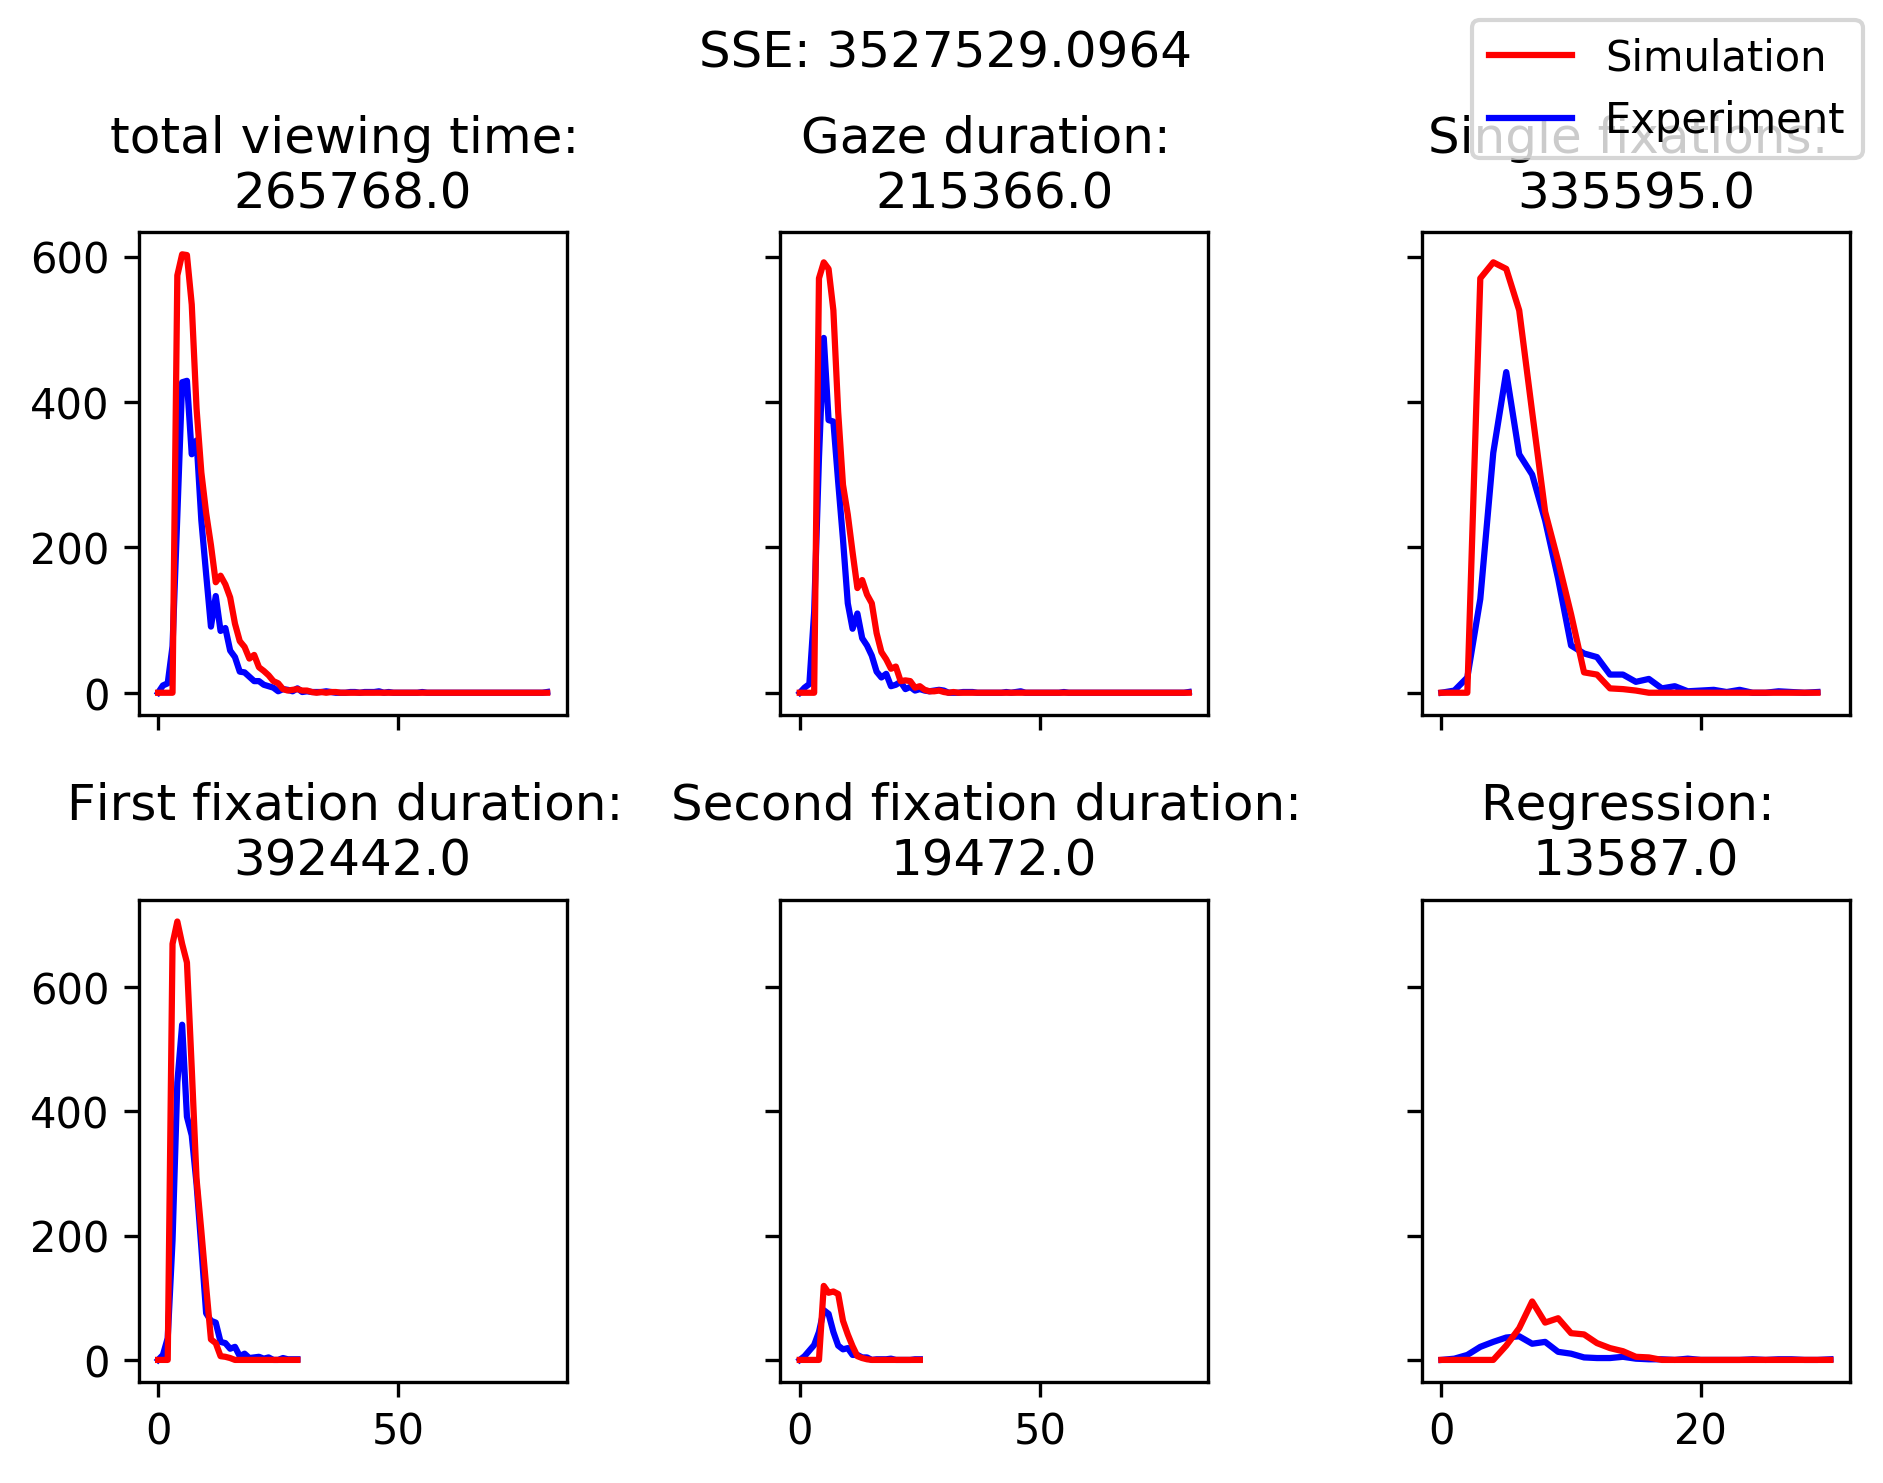 SSE: 3527529.0964
Simulation
Experiment
total viewing time:
265768.0
Gaze duration:
215366.0
Single fixations:
335595.0
600
400
200
0
0
50
First fixation duration:
392442.0
Second fixation duration:
19472.0
Regression:
13587.0
600
400
200
0
0
50
0
50
0
20